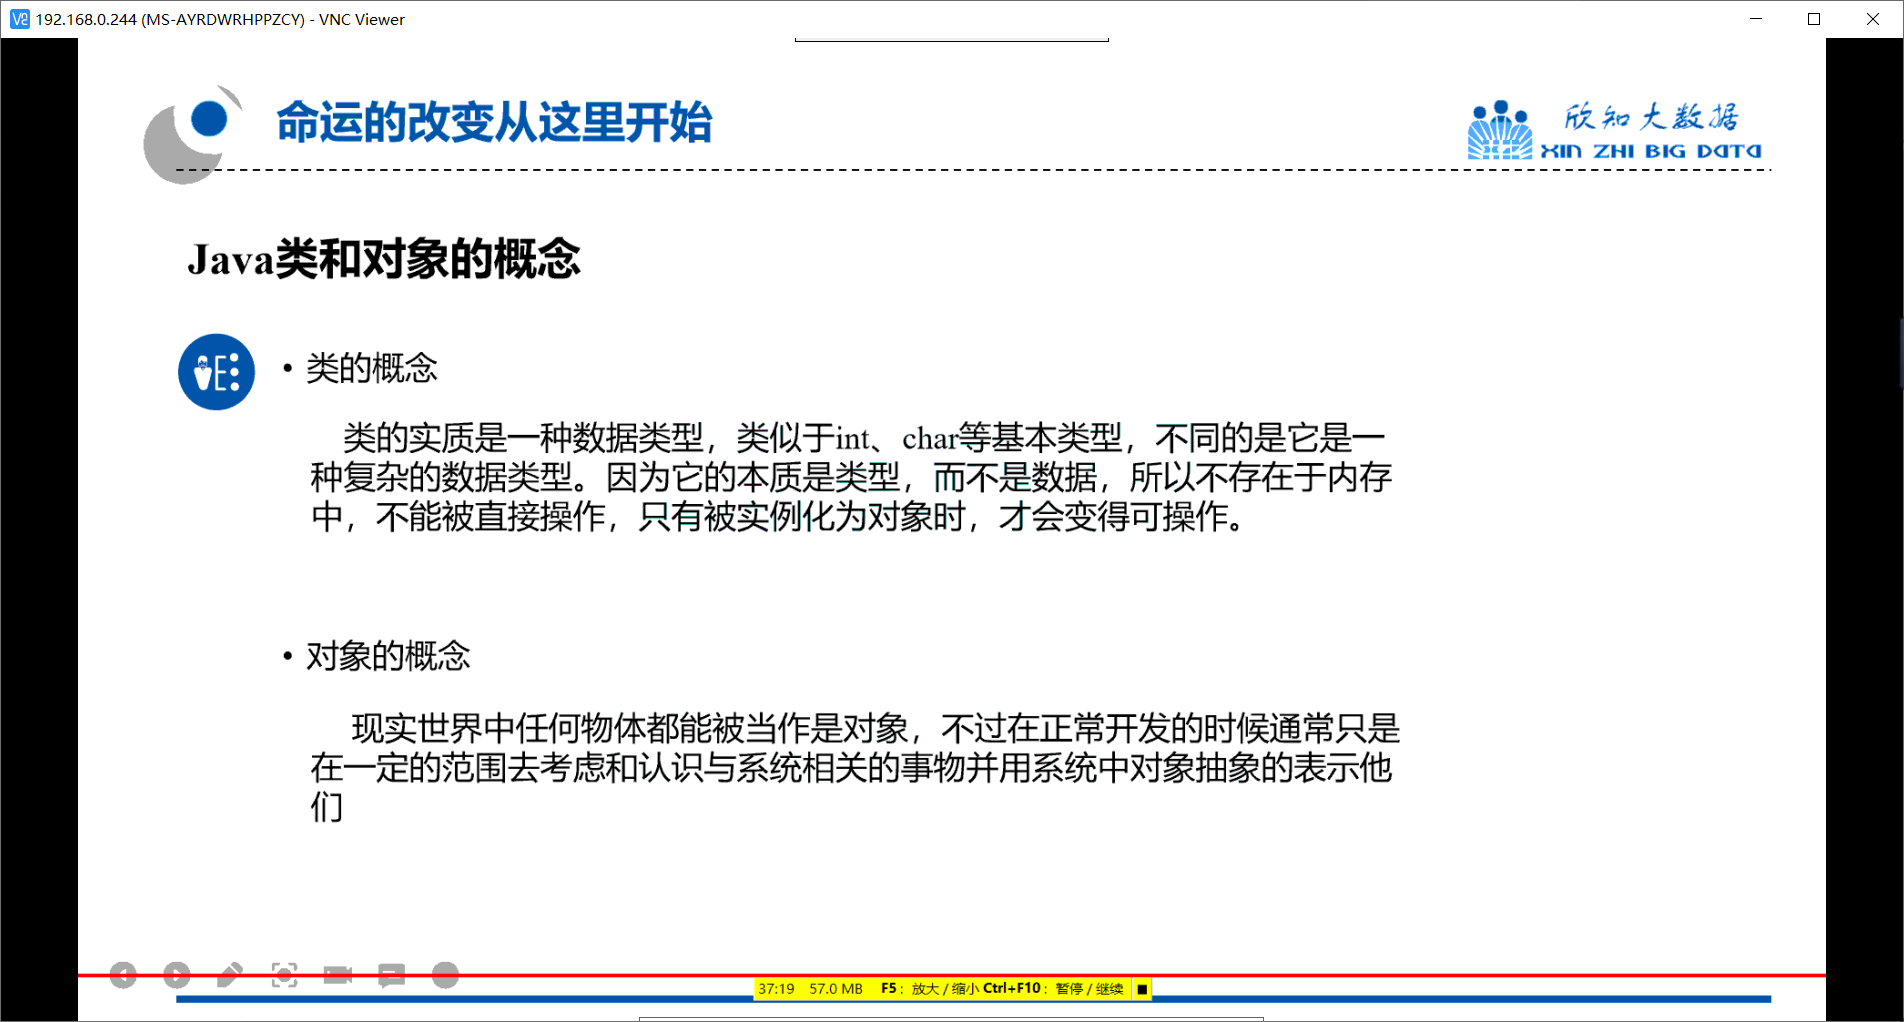 192.168.0.244 (MS-AYRDWRHPPZCY) - VNC Viewer
命运的改变从这里开始
欣知大数据
XIN ZHI BIG DATA
Java类和对象的概念
• 类的概念
类的实质是一种数据类型，类似于int、char等基本类型，不同的是它是一
种复杂的数据类型。因为它的本质是类型，而不是数据，所以不存在于内存
中，不能被直接操作，只有被实例化为对象时，才会变得可操作。
• 对象的概念
现实世界中任何物体都能被当作是对象，不过在正常开发的时候通常只是
在一定的范围去考虑和认识与系统相关的事物并用系统中对象抽象的表示他
们
37:19 57.0 MB F5：放大/缩小 Ctrl+F10：暂停/继续